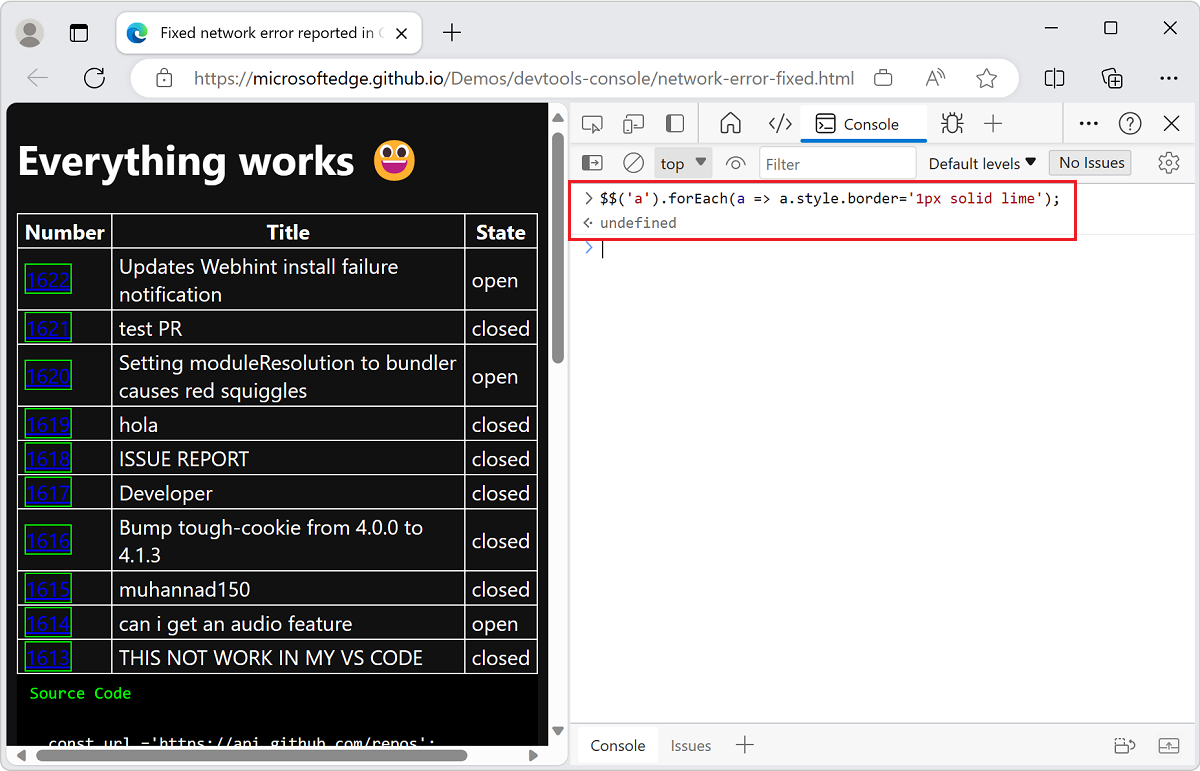 Fixed network error reported in C
https://microsoftedge.github.io/Demos/devtools-console/network-error-fixed.html
Everything works
Number Title State
1622 Updates Webhint install failure notification open
1621 test PR closed
1620 Setting moduleResolution to bundler causes red squiggles open
1619 hola closed
1618 ISSUE REPORT closed
1617 Developer closed
1616 Bump tough-cookie from 4.0.0 to 4.1.3 closed
1615 muhannad150 closed
1614 can i get an audio feature open
1613 THIS NOT WORK IN MY VS CODE closed
Source Code
const url ='https://api.github.com/repos';
Console
top Filter Default levels No Issues
$$('a').forEach(a => a.style.border='1px solid lime');
undefined
Console Issues